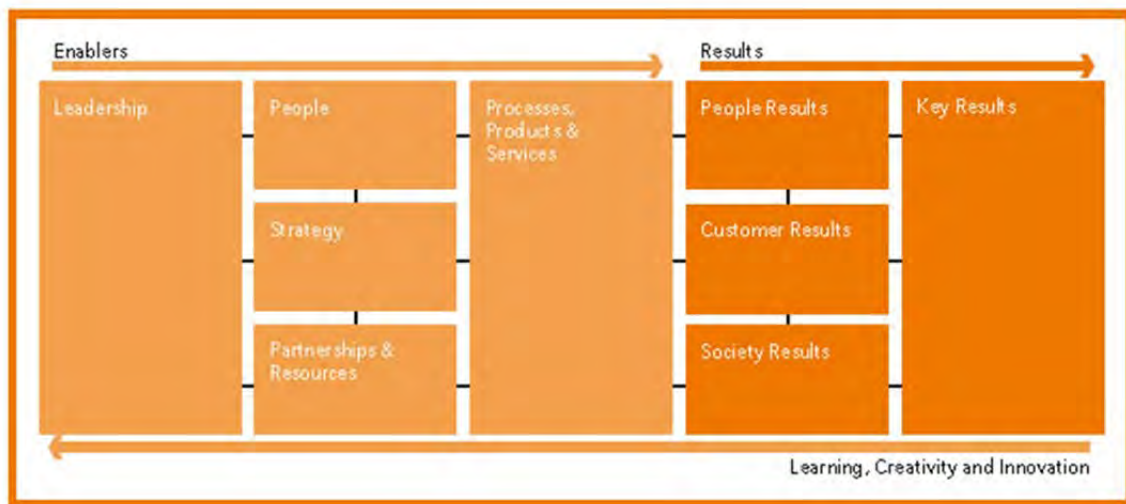 Enablers
Results
Leadership
People
Processes,
Products &
Services
People Results
Key Results
Strategy
Customer Results
Partnerships &
Resources
Society Results
Learning, Creativity and Innovation